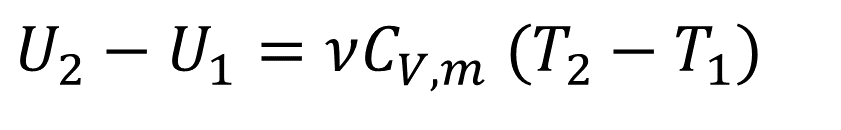 U₂ − U₁ = νC_{V,m} (T₂ − T₁)